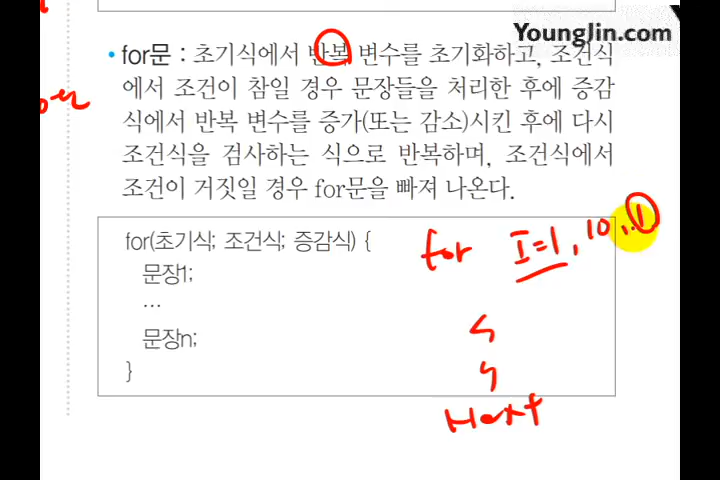 YoungJin.com
• for문 : 초기식에서 반복 변수를 초기화하고, 조건식
에서 조건이 참일 경우 문장들을 처리한 후에 증감
식에서 반복 변수를 증가(또는 감소)시킨 후에 다시
조건식을 검사하는 식으로 반복하며, 조건식에서
조건이 거짓일 경우 for문을 빠져 나온다.
for(초기식; 조건식; 증감식) {
문장1;
…
문장n;
}
for I=1, 10, 1
Next